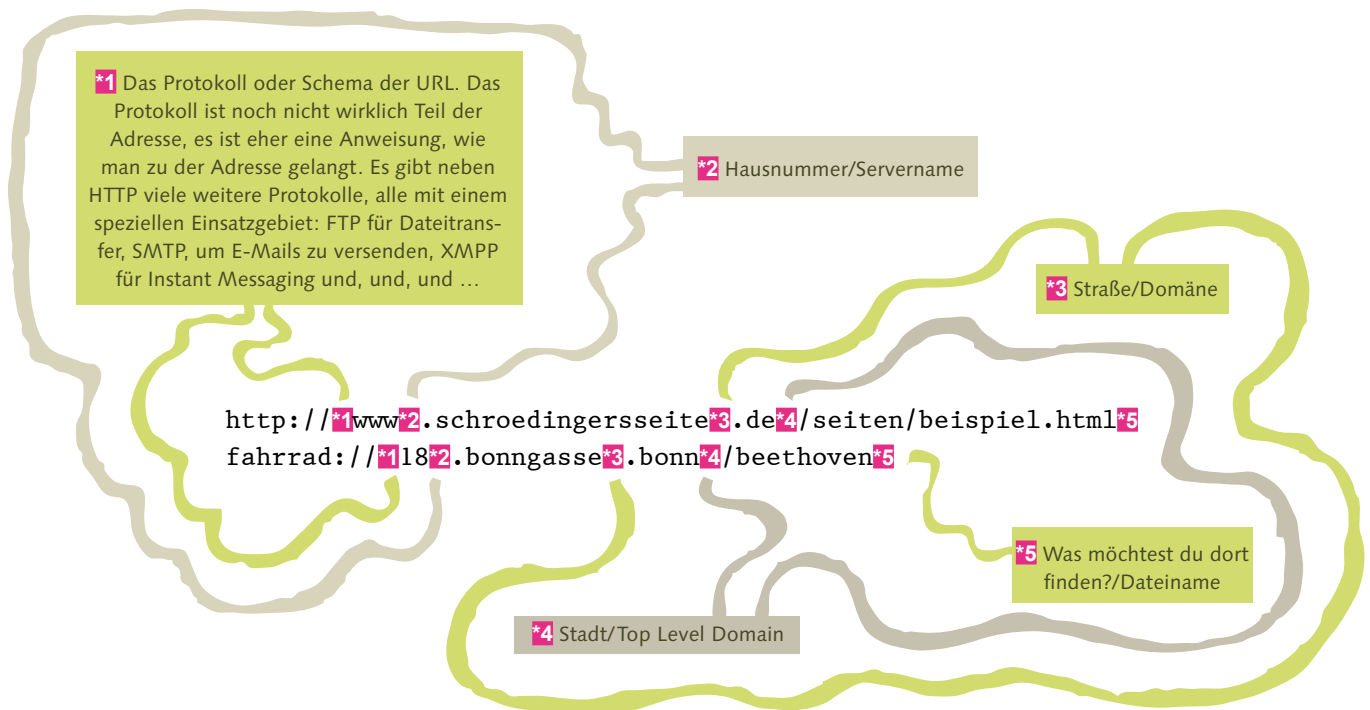 *1 Das Protokoll oder Schema der URL. Das
Protokoll ist noch nicht wirklich Teil der
Adresse, es ist eher eine Anweisung, wie
man zu der Adresse gelangt. Es gibt neben
HTTP viele weitere Protokolle, alle mit einem
speziellen Einsatzgebiet: FTP für Dateitrans-
fer, SMTP, um E-Mails zu versenden, XMPP
für Instant Messaging und, und, und …
*2 Hausnummer/Servername
*3 Straße/Domäne
http://*1www*2.schroedingersseite*3.de*4/seiten/beispiel.html*5
fahrrad://*118*2.bonngasse*3.bonn*4/beethoven*5
*5 Was möchtest du dort
finden?/Dateiname
*4 Stadt/Top Level Domain